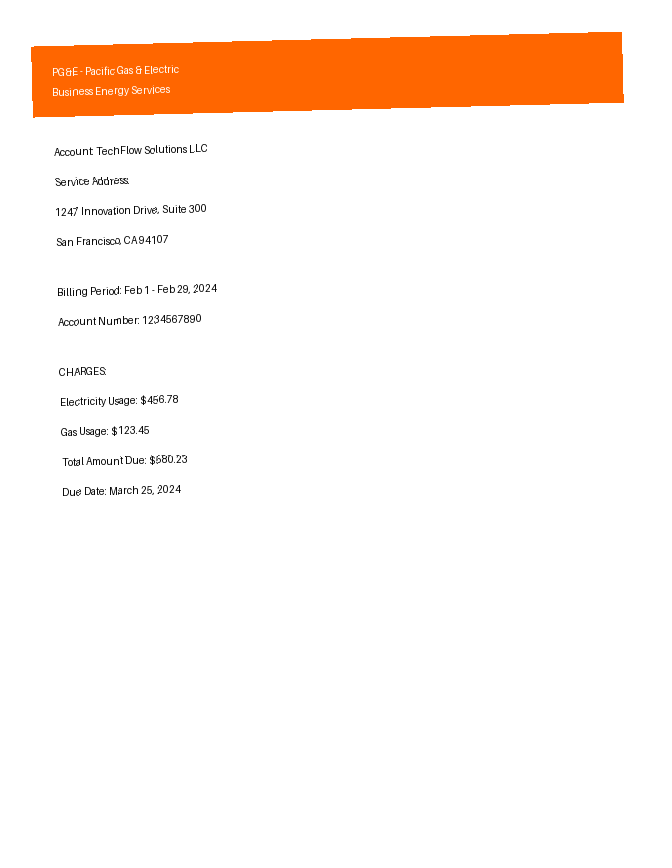 PG&E - Pacific Gas & Electric
Business Energy Services
Account: TechFlow Solutions LLC
Service Address:
1247 Innovation Drive, Suite 300
San Francisco, CA 94107
Billing Period: Feb 1 - Feb 29, 2024
Account Number: 1234567890
CHARGES:
Electricity Usage: $456.78
Gas Usage: $123.45
Total Amount Due: $580.23
Due Date: March 25, 2024